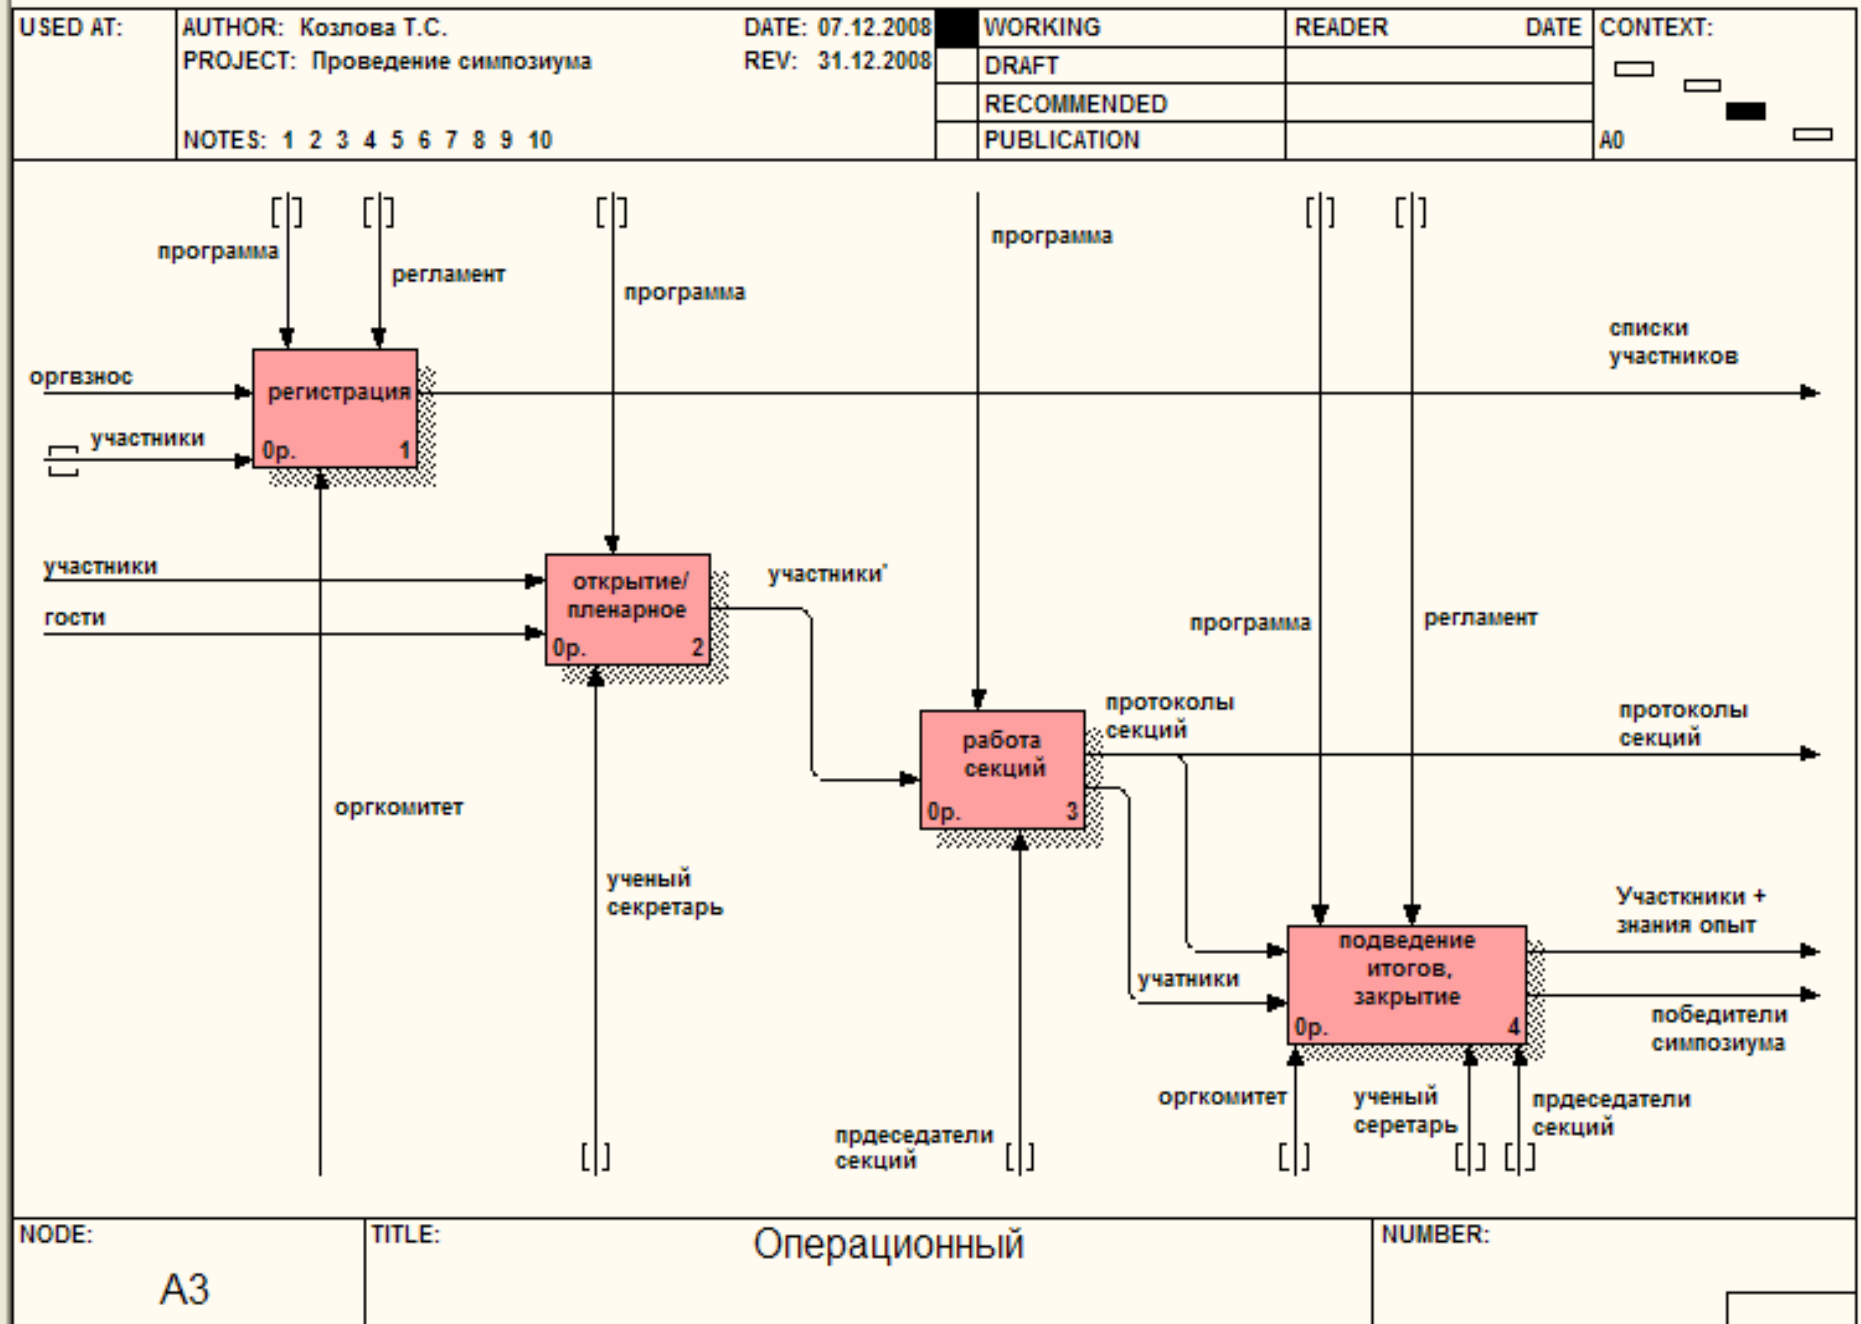 USED AT:
AUTHOR: Козлова Т.С.
DATE: 07.12.2008
WORKING
READER
DATE
CONTEXT:
PROJECT: Проведение симпозиума
REV: 31.12.2008
DRAFT
RECOMMENDED
NOTES: 1 2 3 4 5 6 7 8 9 10
PUBLICATION
A0
программа
регламент
программа
программа
списки
участников
оргвзнос
регистрация
участники
0р.
1
участники
гости
открытие/
пленарное
0р.
2
участники'
программа
регламент
протоколы
секций
протоколы
секций
работа
секций
0р.
3
оргкомитет
ученый
секретарь
Участкники +
знания опыт
подведение
итогов,
закрытие
0р.
4
учатники
победители
симпозиума
оргкомитет
ученый
серетарь
прдеседатели
секций
прдеседатели
секций
NODE:
A3
TITLE:
Операционный
NUMBER: